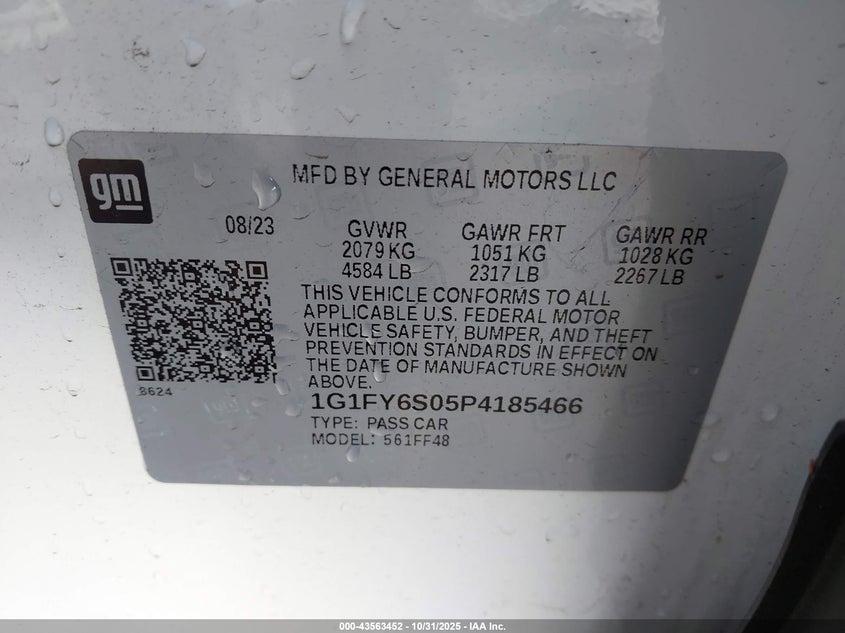 gm
MFD BY GENERAL MOTORS LLC
08/23
GVWR GAWR FRT GAWR RR
2079 KG 1051 KG 1028 KG
4584 LB 2317 LB 2267 LB
THIS VEHICLE CONFORMS TO ALL
APPLICABLE U.S. FEDERAL MOTOR
VEHICLE SAFETY, BUMPER, AND THEFT
PREVENTION STANDARDS IN EFFECT ON
THE DATE OF MANUFACTURE SHOWN
ABOVE.
8624
1G1FY6S05P4185466
TYPE: PASS CAR
MODEL: 561FF48
000-43563452 - 10/31/2025 - IAA Inc.